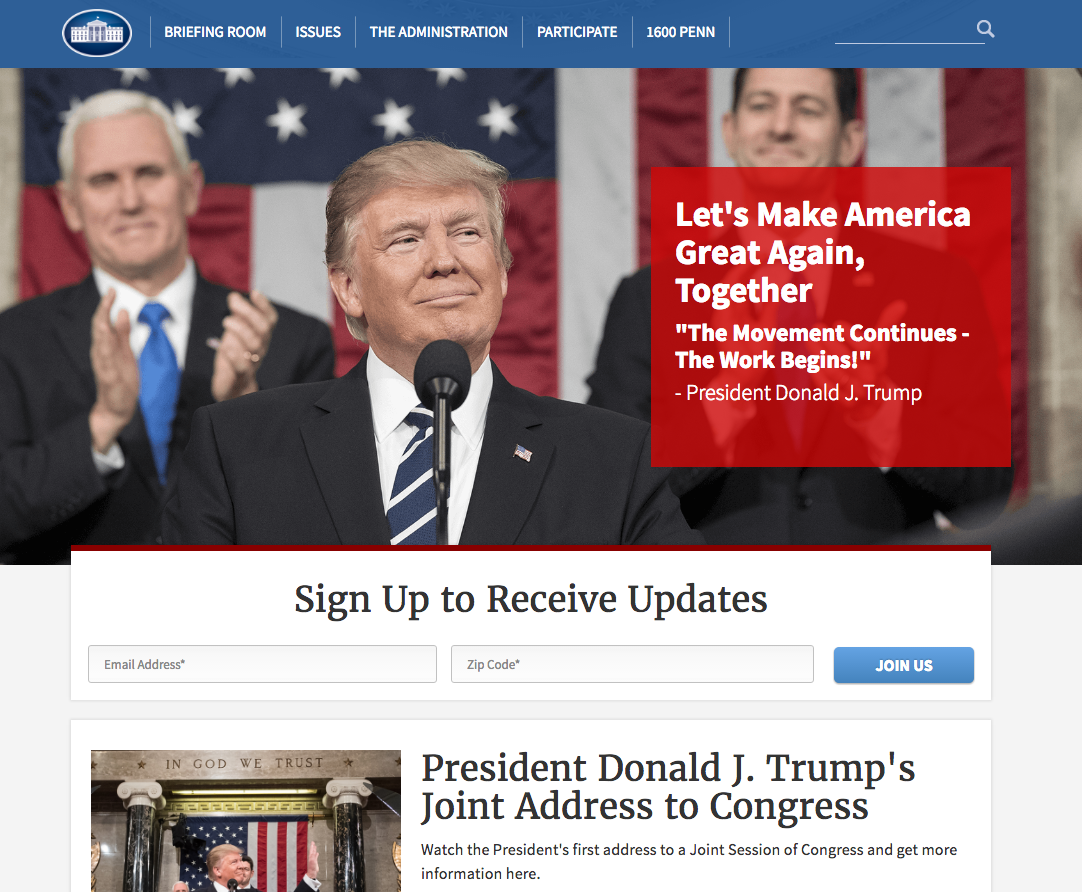 BRIEFING ROOM
ISSUES
THE ADMINISTRATION
PARTICIPATE
1600 PENN
Let's Make America
Great Again,
Together
"The Movement Continues -
The Work Begins!"
- President Donald J. Trump
Sign Up to Receive Updates
Email Address*
Zip Code*
JOIN US
IN GOD WE TRUST
President Donald J. Trump's
Joint Address to Congress
Watch the President's first address to a Joint Session of Congress and get more
information here.